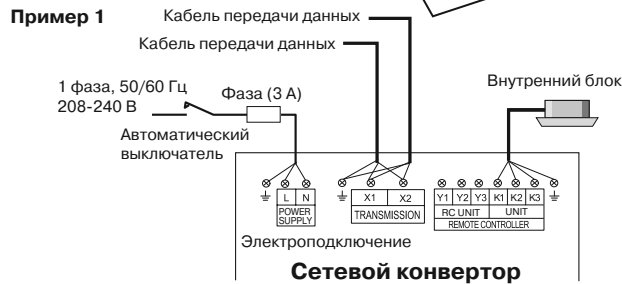 Пример 1
Кабель передачи данных
Кабель передачи данных
1 фаза, 50/60 Гц
208-240 В
Фаза (3 А)
Внутренний блок
Автоматический
выключатель
L N
POWER
SUPPLY
X1 X2
TRANSMISSION
Y1 Y2 Y3 K1 K2 K3
RC UNIT UNIT
REMOTE CONTROLLER
Электроподключение
Сетевой конвертор